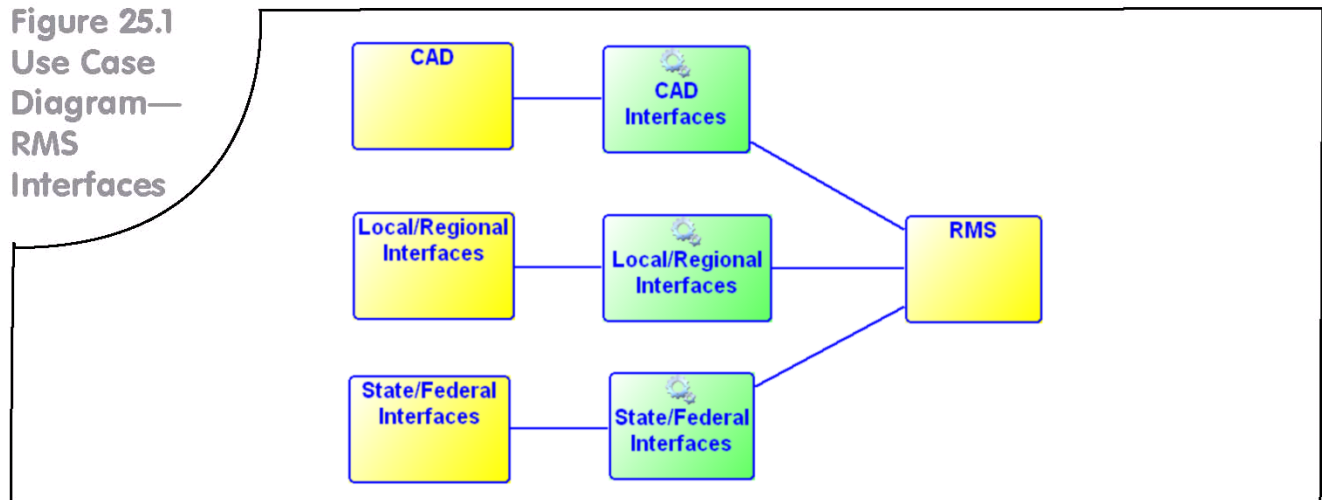 Figure 25.1
Use Case
Diagram—
RMS
Interfaces
CAD
CAD
Interfaces
Local/Regional
Interfaces
Local/Regional
Interfaces
RMS
State/Federal
Interfaces
State/Federal
Interfaces